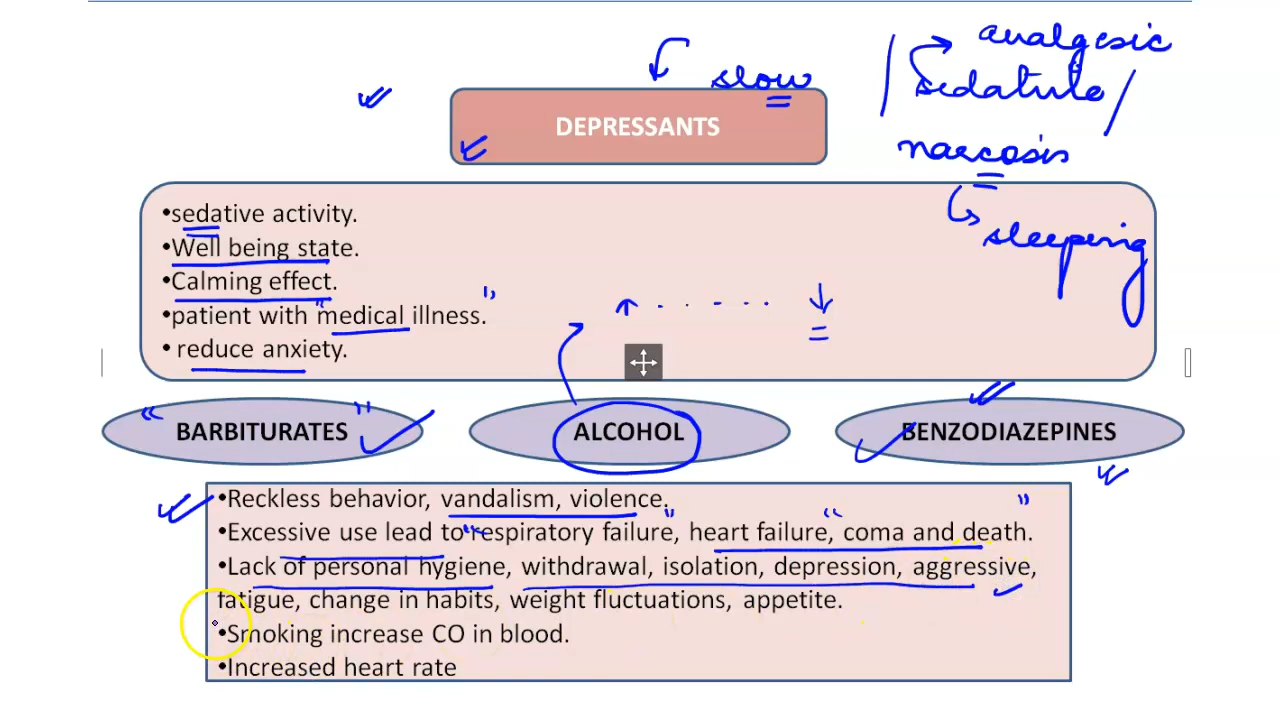 analgesic
slow
sedatute
DEPRESSANTS
narcosis
sleeping
•sedative activity.
•Well being state.
•Calming effect.
•patient with "medical illness."
• reduce anxiety.
"BARBITURATES"
ALCOHOL
BENZODIAZEPINES
•Reckless behavior, vandalism, violence.
•Excessive use lead to "respiratory failure", heart failure, "coma and death."
•Lack of personal hygiene, withdrawal, isolation, depression, aggressive,
fatigue, change in habits, weight fluctuations, appetite.
•Smoking increase CO in blood.
•Increased heart rate